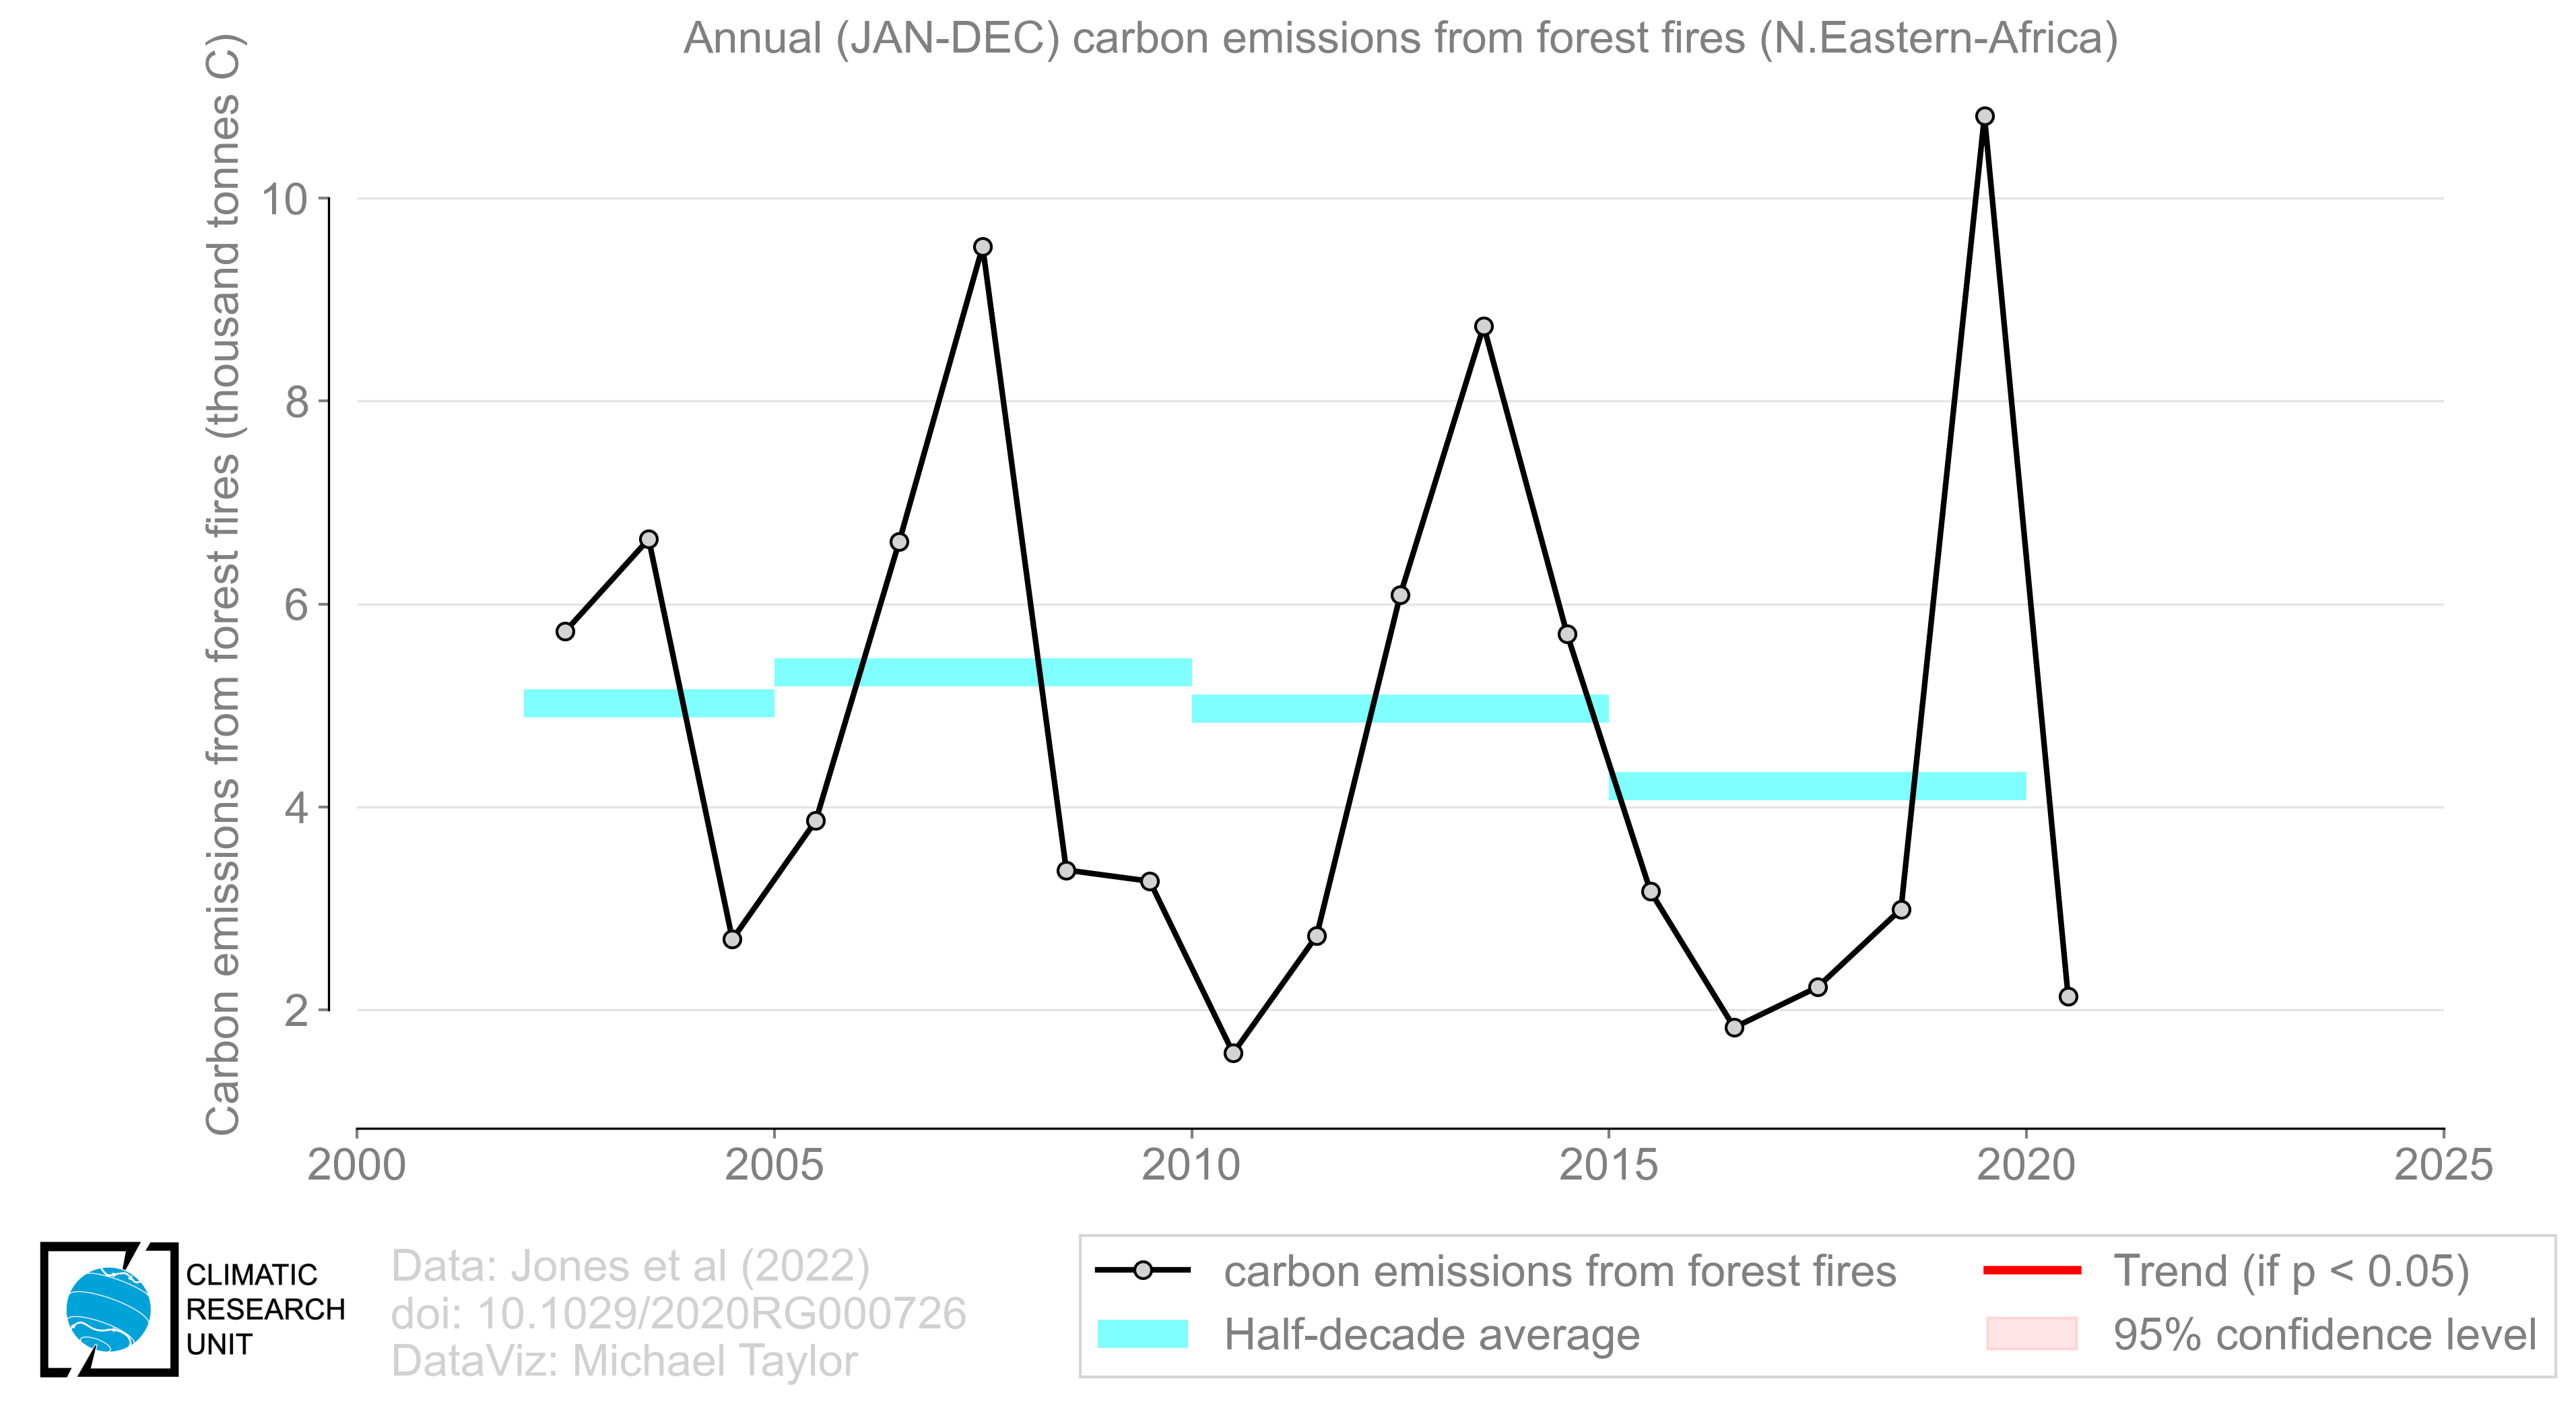 Annual (JAN-DEC) carbon emissions from forest fires (N.Eastern-Africa)
Carbon emissions from forest fires (thousand tonnes C)
10
8
6
4
2
2000
2005
2010
2015
2020
2025
CLIMATIC
RESEARCH
UNIT
Data: Jones et al (2022)
doi: 10.1029/2020RG000726
DataViz: Michael Taylor
carbon emissions from forest fires
Half-decade average
Trend (if p < 0.05)
95% confidence level